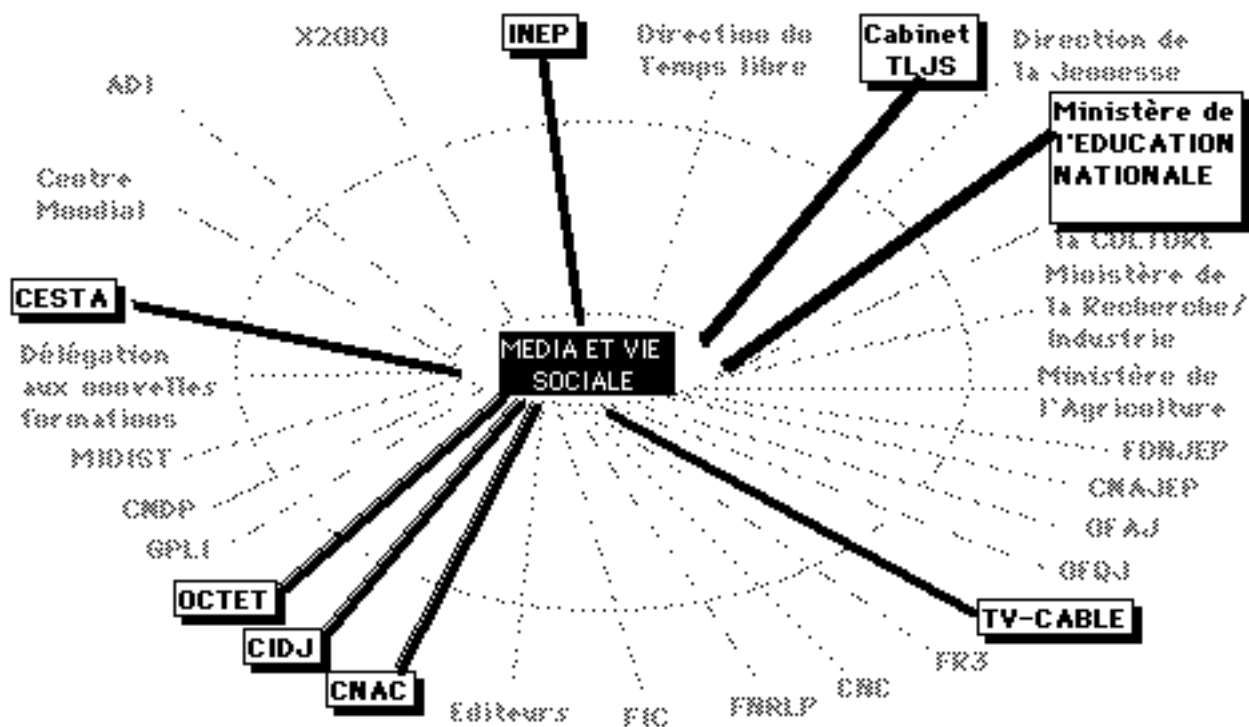 X2000
INEP
Direction du
Temps libre
Cabinet
TLJS
Direction de
la Jeunesse
ADI
Ministère de
l'EDUCATION
NATIONALE
Centre
Mondial
la CULTURE
CESTA
Ministère de
la Recherche/
Industrie
MEDIA ET VIE
SOCIALE
Délégation
aux nouvelles
formations
Ministère de
l'Agriculture
MIDIST
FONJEP
CNDP
CNAJEP
GPLI
OFAJ
OFQJ
OCTET
TV-CABLE
CIDJ
FR3
CNAC
Editeurs
FIC
FNRLP
CNC